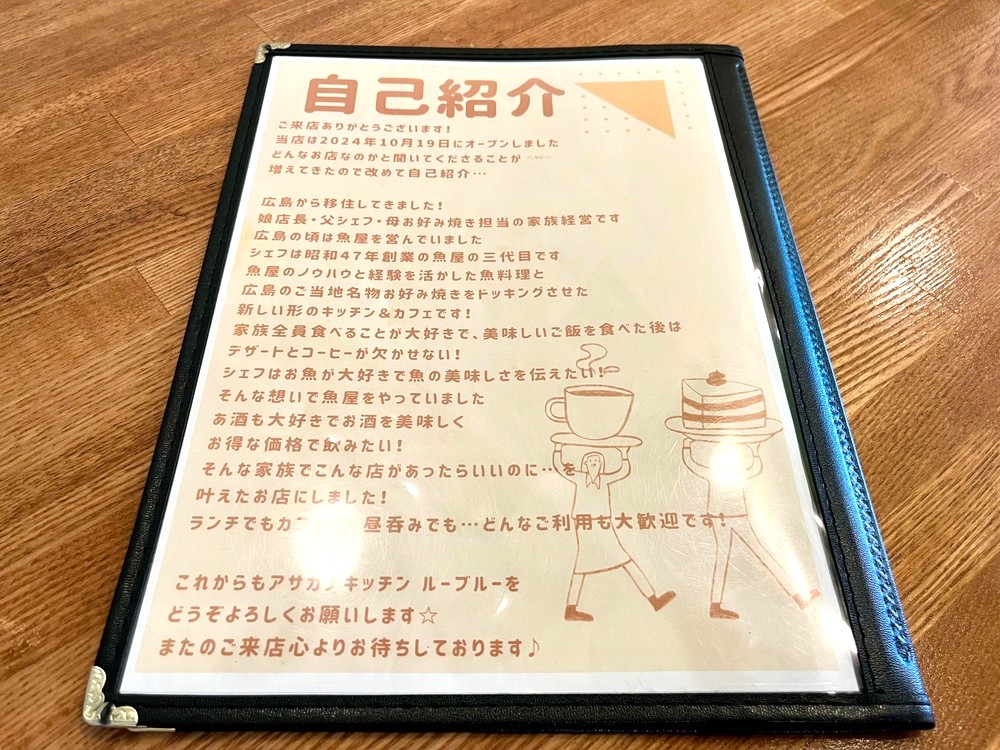 自己紹介
ご来店ありがとうございます!
当店は2024年10月19日にオープンしました
どんなお店なのかと聞いてくださることが
増えてきたので改めて自己紹介…
広島から移住してきました!
娘店長・父シェフ・母お好み焼き担当の家族経営です
広島の頃は魚屋を営んでいました
シェフは昭和47年創業の魚屋の三代目です
魚屋のノウハウと経験を活かした魚料理と
広島のご当地名物お好み焼きをドッキングさせた
新しい形のキッチン&カフェです!
家族全員食べることが大好きで、美味しいご飯を食べた後は
デザートとコーヒーが欠かせない!
シェフはお魚が大好きで魚の美味しさを伝えたい!
そんな想いで魚屋をやっていました
お酒も大好きでお酒を美味しく
お得な価格で飲みたい!
そんな家族でこんな店があったらいいのに…を
叶えたお店にしました!
ランチでもカ 昼呑みでも…どんなご利用も大歓迎です!
これからもアサカノキッチン ルーブルーを
どうぞよろしくお願いします☆
またのご来店心よりお待ちしております♪